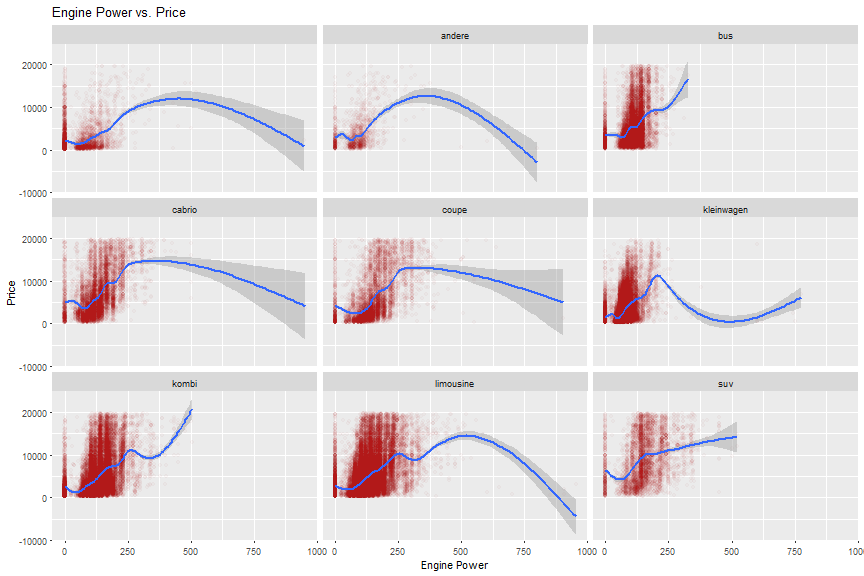 Engine Power vs. Price
andere
bus
20000
10000
0
-10000
cabrio
coupe
kleinwagen
20000
10000
0
-10000
Price
kombi
limousine
suv
20000
10000
0
-10000
0 250 500 750 1000 0 250 500 750 1000 0 250 500 750 100
Engine Power